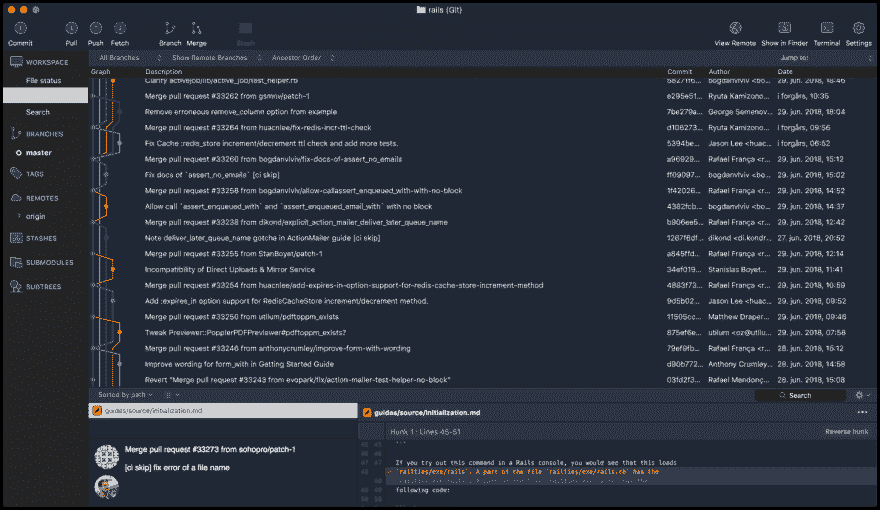 rails (Git)
Commit Pull Push Fetch Branch Merge View Remote Show in Finder Terminal Settings
All Branches Show Remote Branches Ancestor Order Jump to:
Graph Description Commit Author Date
WORKSPACE
File status
Search
BRANCHES
master
TAGS
REMOTES
origin
STASHES
SUBMODULES
SUBTREES
Merge pull request #33262 from gsmnv/patch-1 Ryuta Kamizono... i forgårs, 10:35
Remove erroneous remove_column option from example 7be279a... George Semenov... 29. jun. 2018, 18:04
Merge pull request #33264 from huacnlee/fix-redis-incr-ttl-check d108273... Ryuta Kamizono... i forgårs, 09:56
Fix Cache :redis_store increment/decrement ttl check and add more tests. 5394be... Jason Lee <huac... i forgårs, 06:52
Merge pull request #33260 from bogdanvlviv/fix-docs-of-assert_no_emails a96929... Rafael França <r... 29. jun. 2018, 15:12
Fix docs of `assert_no_emails` [ci skip] bogdanvlviv <bo... 29. jun. 2018, 15:02
Merge pull request #33258 from bogdanvlviv/allow-callassert_enqueued_with-with-no-block 1f42026... Rafael França <r... 29. jun. 2018, 14:52
Allow call `assert_enqueued_with` and `assert_enqueued_email_with` with no block 4382fcb... bogdanvlviv <bo... 29. jun. 2018, 14:37
Merge pull request #33238 from dikond/explicit_action_mailer_deliver_later_queue_name b906ee5... Rafael França <r... 29. jun. 2018, 12:42
Note deliver_later_queue_name gotcha in ActionMailer guide [ci skip] 1287f6df... dikond <di.kondr... 27. jun. 2018, 20:52
Merge pull request #33255 from StanBoyet/patch-1 a645ffd... Rafael França <r... 29. jun. 2018, 12:14
Incompatibility of Direct Uploads & Mirror Service 34ef019... Stanislas Boyet... 29. jun. 2018, 11:41
Merge pull request #33254 from huacnlee/add-expires-in-option-support-for-redis-cache-store-increment-method 4883f73... Rafael França <r... 29. jun. 2018, 10:59
Add :expires_in option support for RedisCacheStore increment/decrement method. 9d5b02... Jason Lee <huac... 29. jun. 2018, 09:52
Merge pull request #33250 from utilum/pdftoppm_exists 11505cc... Matthew Draper... 29. jun. 2018, 09:46
Tweak Previewer::PopplerPDFPreviewer#pdftoppm_exists? 875ef6e... utilum <oz@utilu... 29. jun. 2018, 07:58
Merge pull request #33246 from anthonycrumley/improve-form-with-wording 79ef9fb... Rafael França <r... 28. jun. 2018, 15:12
Improve wording for form_with in Getting Started Guide d90b772... Anthony Crumley... 28. jun. 2018, 14:58
Revert "Merge pull request #33243 from evopark/fix/action-mailer-test-helper-no-block" 03fd2f3... Rafael Mendonç... 28. jun. 2018, 15:08
Sorted by path Search
guides/source/initialization.md
Merge pull request #33273 from sohopro/patch-1
[ci skip] fix error of a file name
guides/source/initialization.md
Hunk 1 : Lines 45-51 Reverse hunk
If you try out this command in a Rails console, you would see that this loads
`railties/exe/rails`. A part of the file `railties/exe/rails.rb` has the
following code: